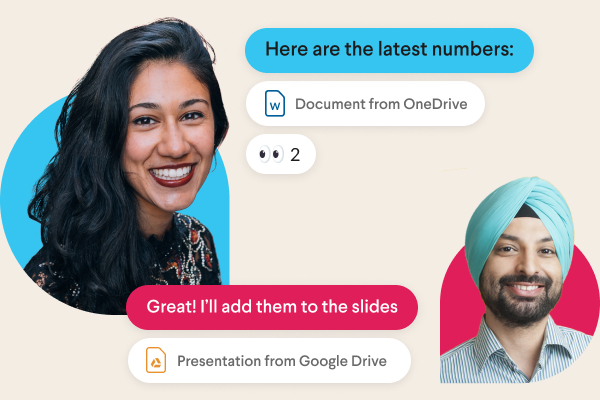 Here are the latest numbers:
W Document from OneDrive
👀 2
Great! I'll add them to the slides
Presentation from Google Drive